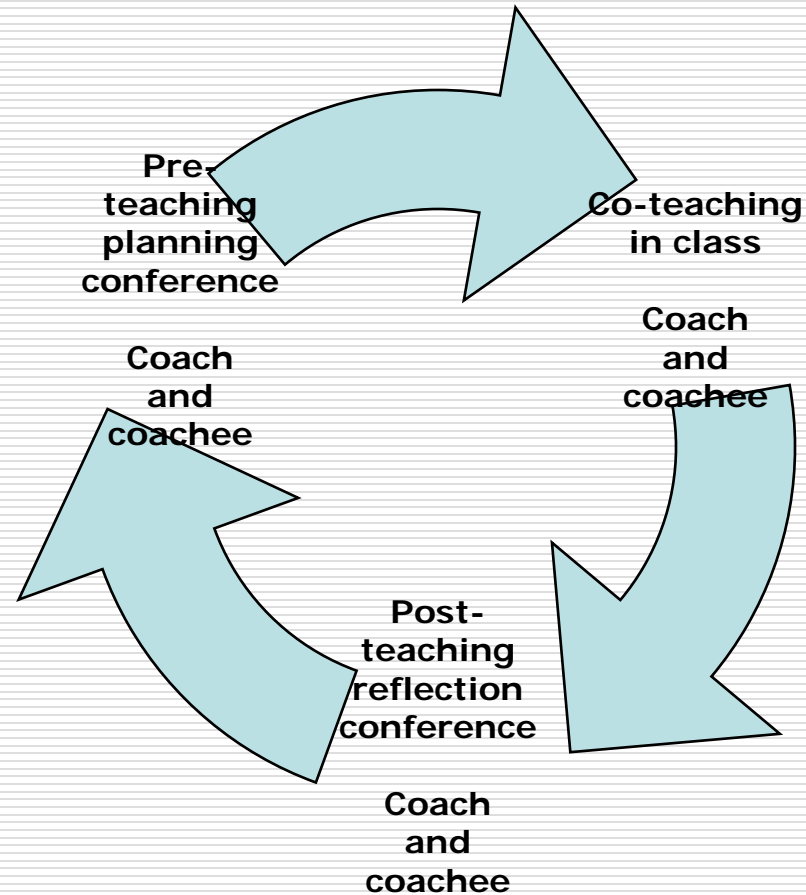 Pre-
teaching
planning
conference
Coach
and
coachee
Co-teaching
in class
Coach
and
coachee
Post-
teaching
reflection
conference
Coach
and
coachee